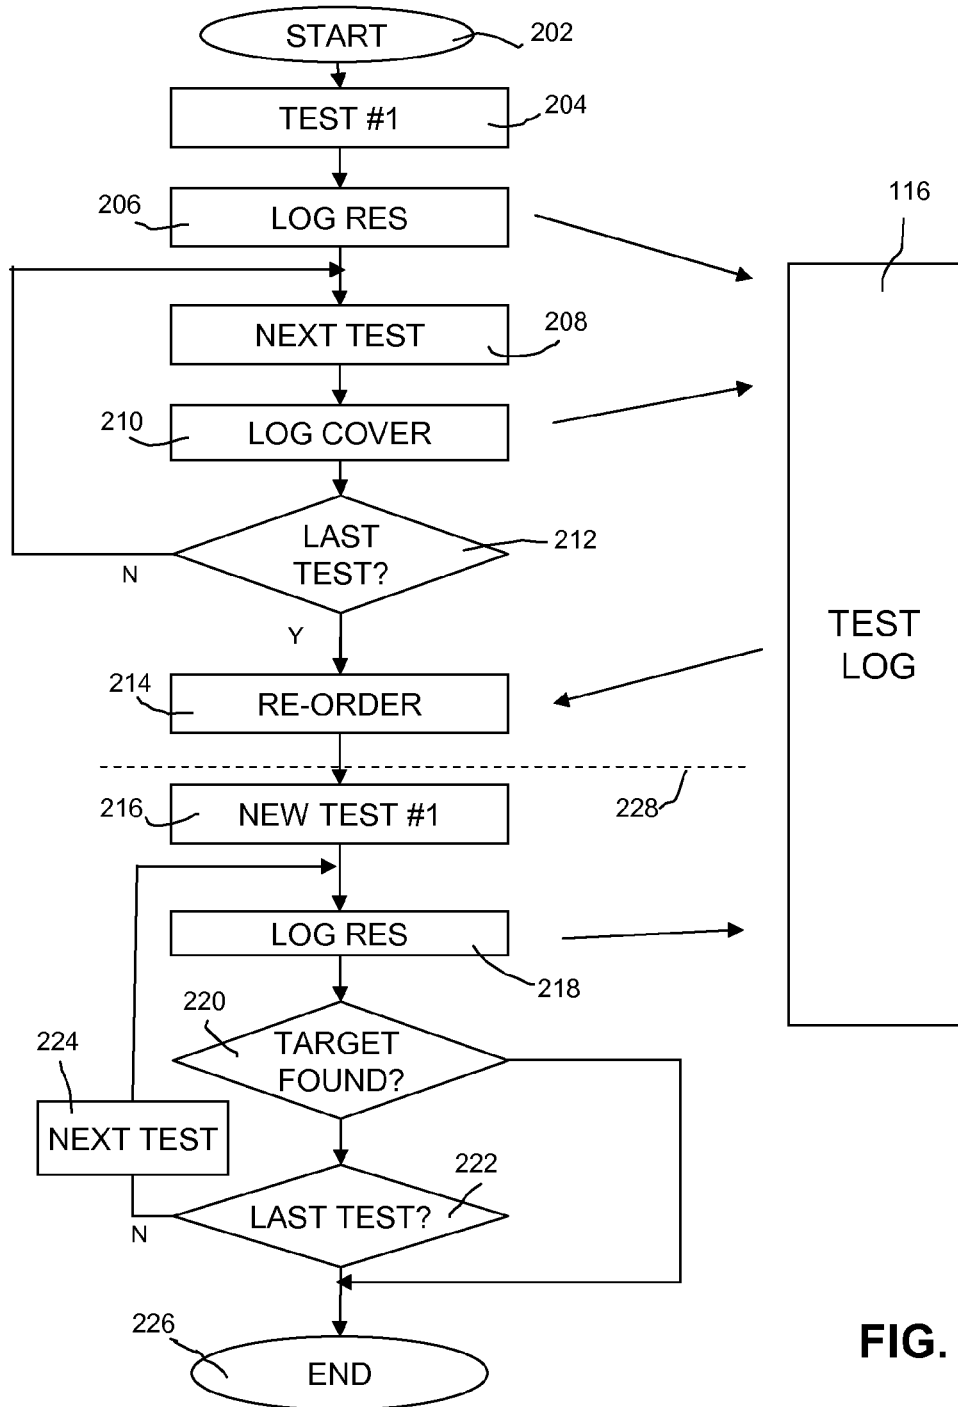 START
202
TEST #1
204
206
LOG RES
116
NEXT TEST
208
210
LOG COVER
LAST
TEST?
212
N
Y
TEST
LOG
214
RE-ORDER
216
NEW TEST #1
228
LOG RES
218
220
TARGET
FOUND?
224
NEXT TEST
222
LAST TEST?
N
226
END
FIG.